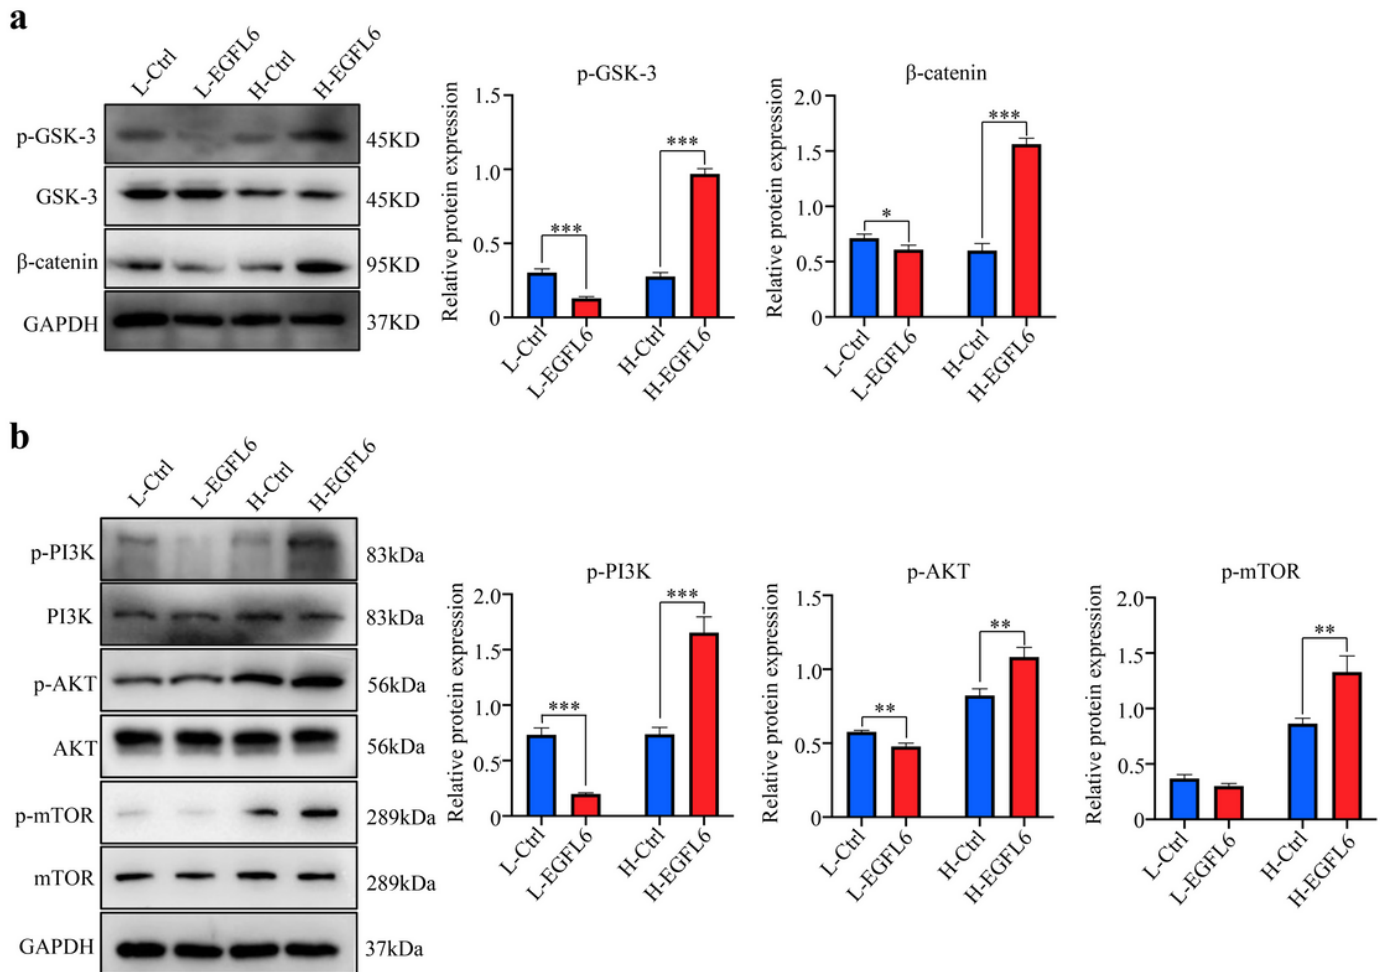 a
L-Ctrl L-EGFL6 H-Ctrl H-EGFL6
p-GSK-3 45KD
GSK-3 45KD
β-catenin 95KD
GAPDH 37KD
p-GSK-3
Relative protein expression
1.5
1.0
0.5
0
*** ***
L-Ctrl L-EGFL6 H-Ctrl H-EGFL6
β-catenin
Relative protein expression
2.0
1.5
1.0
0.5
0
* ***
L-Ctrl L-EGFL6 H-Ctrl H-EGFL6
b
L-Ctrl L-EGFL6 H-Ctrl H-EGFL6
p-PI3K 83kDa
PI3K 83kDa
p-AKT 56kDa
AKT 56kDa
p-mTOR 289kDa
mTOR 289kDa
GAPDH 37kDa
p-PI3K
Relative protein expression
2.0
1.5
1.0
0.5
0
*** ***
L-Ctrl L-EGFL6 H-Ctrl H-EGFL6
p-AKT
Relative protein expression
1.5
1.0
0.5
0
** **
L-Ctrl L-EGFL6 H-Ctrl H-EGFL6
p-mTOR
Relative protein expression
2.0
1.5
1.0
0.5
0
**
L-Ctrl L-EGFL6 H-Ctrl H-EGFL6